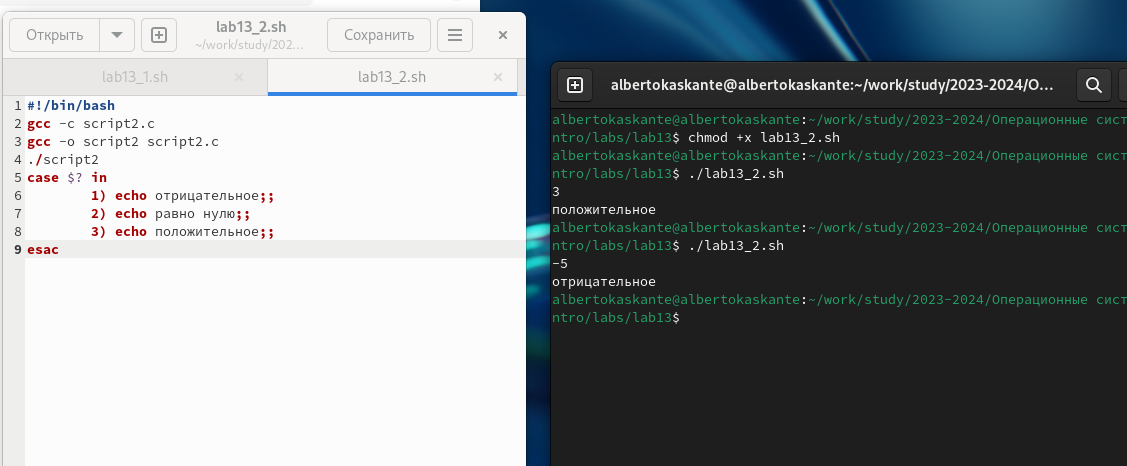 Открыть
lab13_2.sh
~/work/study/202...
Сохранить
lab13_1.sh
lab13_2.sh
1 #!/bin/bash
2 gcc -c script2.c
3 gcc -o script2 script2.c
4 ./script2
5 case $? in
6 1) echo отрицательное;;
7 2) echo равно нулю;;
8 3) echo положительное;;
9 esac
albertokaskante@albertokaskante:~/work/study/2023-2024/О...
albertokaskante@albertokaskante:~/work/study/2023-2024/Операционные сист
ntro/labs/lab13$ chmod +x lab13_2.sh
albertokaskante@albertokaskante:~/work/study/2023-2024/Операционные сист
ntro/labs/lab13$ ./lab13_2.sh
3
положительное
albertokaskante@albertokaskante:~/work/study/2023-2024/Операционные сист
ntro/labs/lab13$ ./lab13_2.sh
-5
отрицательное
albertokaskante@albertokaskante:~/work/study/2023-2024/Операционные сист
ntro/labs/lab13$